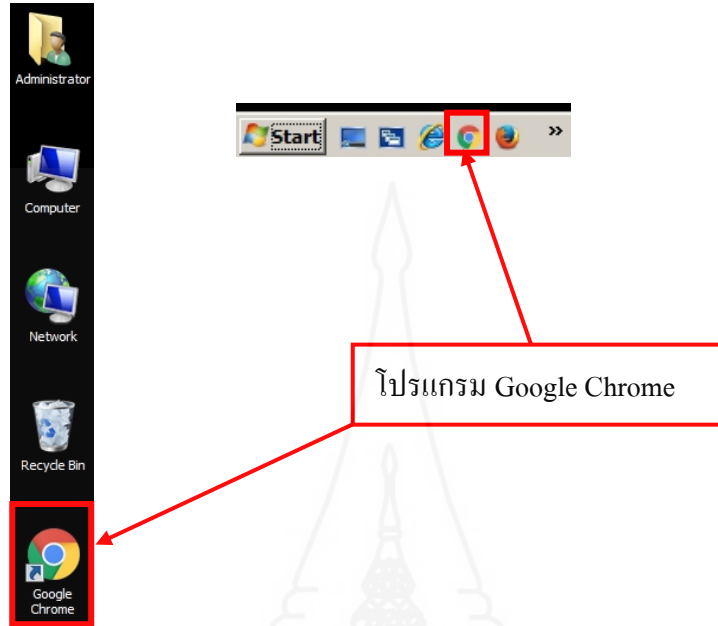 Administrator
Computer
Network
Recycle Bin
Google
Chrome
Start
»
โปรแกรม Google Chrome